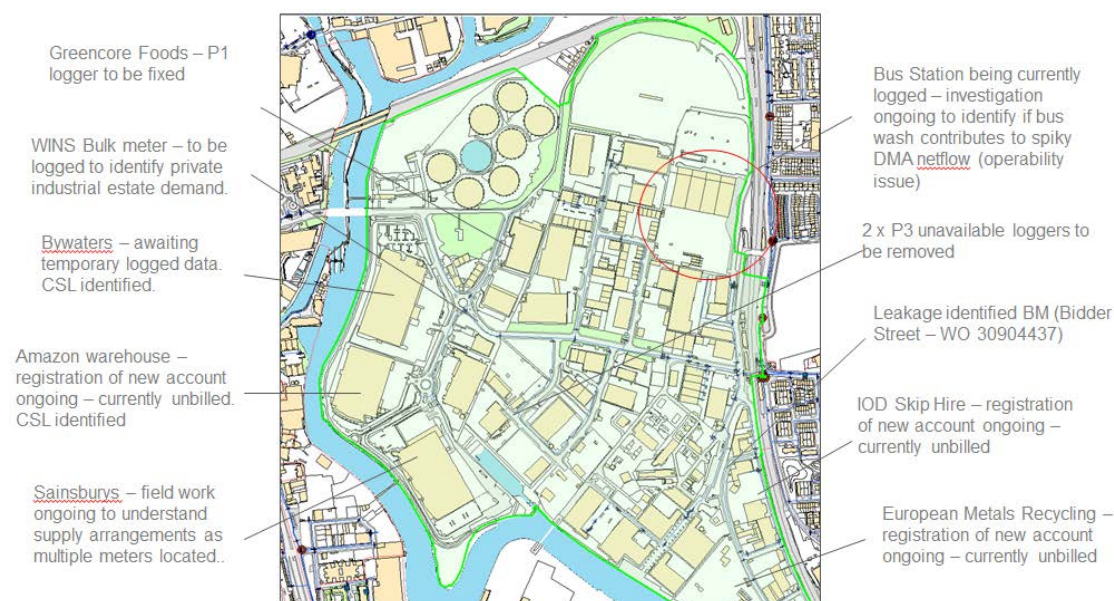 Greencore Foods – P1
logger to be fixed
WINS Bulk meter – to be
logged to identify private
industrial estate demand.
Bywaters – awaiting
temporary logged data.
CSL identified.
Amazon warehouse –
registration of new account
ongoing – currently unbilled.
CSL identified
Sainsburys – field work
ongoing to understand
supply arrangements as
multiple meters located..
Bus Station being currently
logged – investigation
ongoing to identify if bus
wash contributes to spiky
DMA netflow (operability
issue)
2 x P3 unavailable loggers to
be removed
Leakage identified BM (Bidder
Street – WO 30904437)
IOD Skip Hire – registration
of new account ongoing –
currently unbilled
European Metals Recycling –
registration of new account
ongoing – currently unbilled